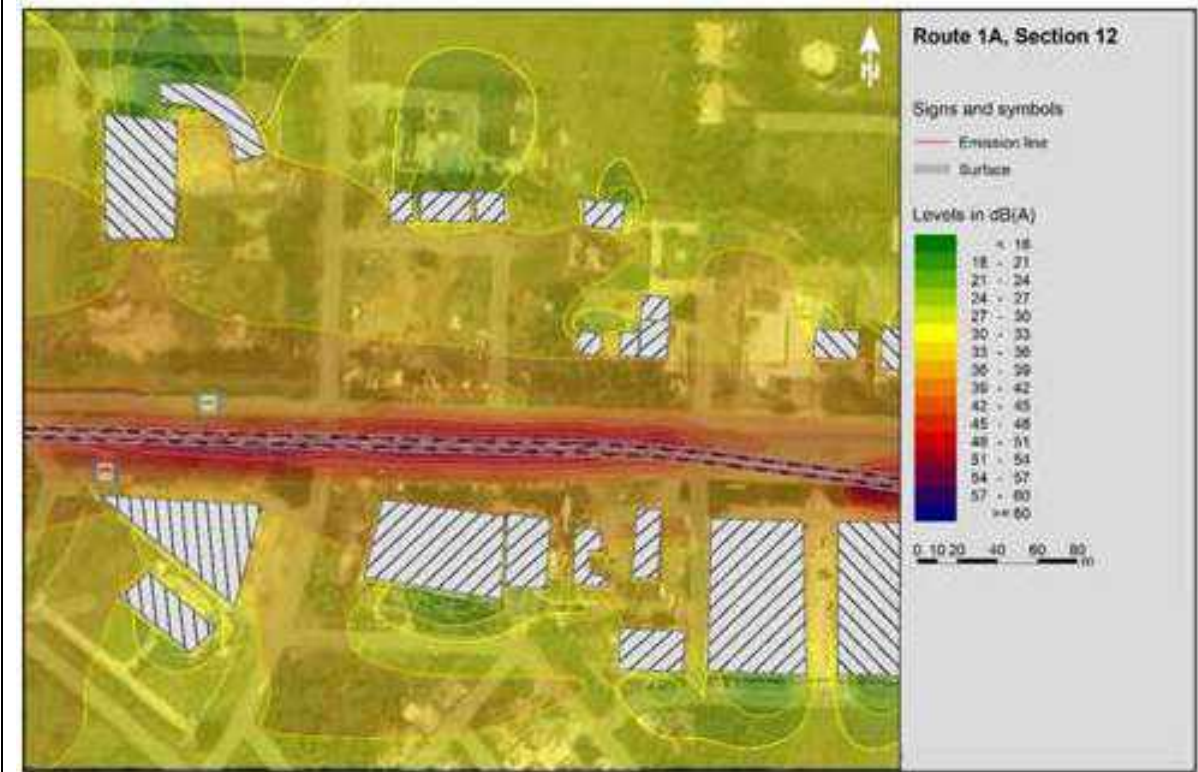 N
Route 1A, Section 12
Signs and symbols
Emission line
Surface
Levels in dB(A)
< 18
18 - 21
21 - 24
24 - 27
27 - 30
30 - 33
33 - 36
36 - 39
39 - 42
42 - 45
45 - 48
48 - 51
51 - 54
54 - 57
57 - 60
>= 60
0 10 20 40 60 80
m